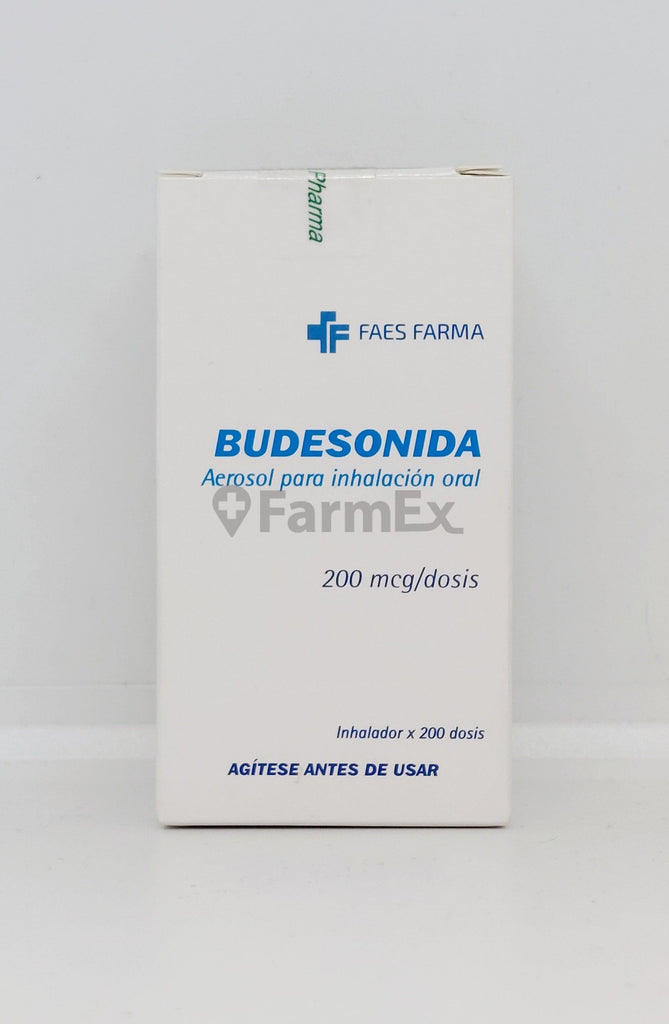 Pharma
FAES FARMA
BUDESONIDA
Aerosol para inhalación oral
FarmEx
200 mcg/dosis
Inhalador x 200 dosis
AGÍTESE ANTES DE USAR